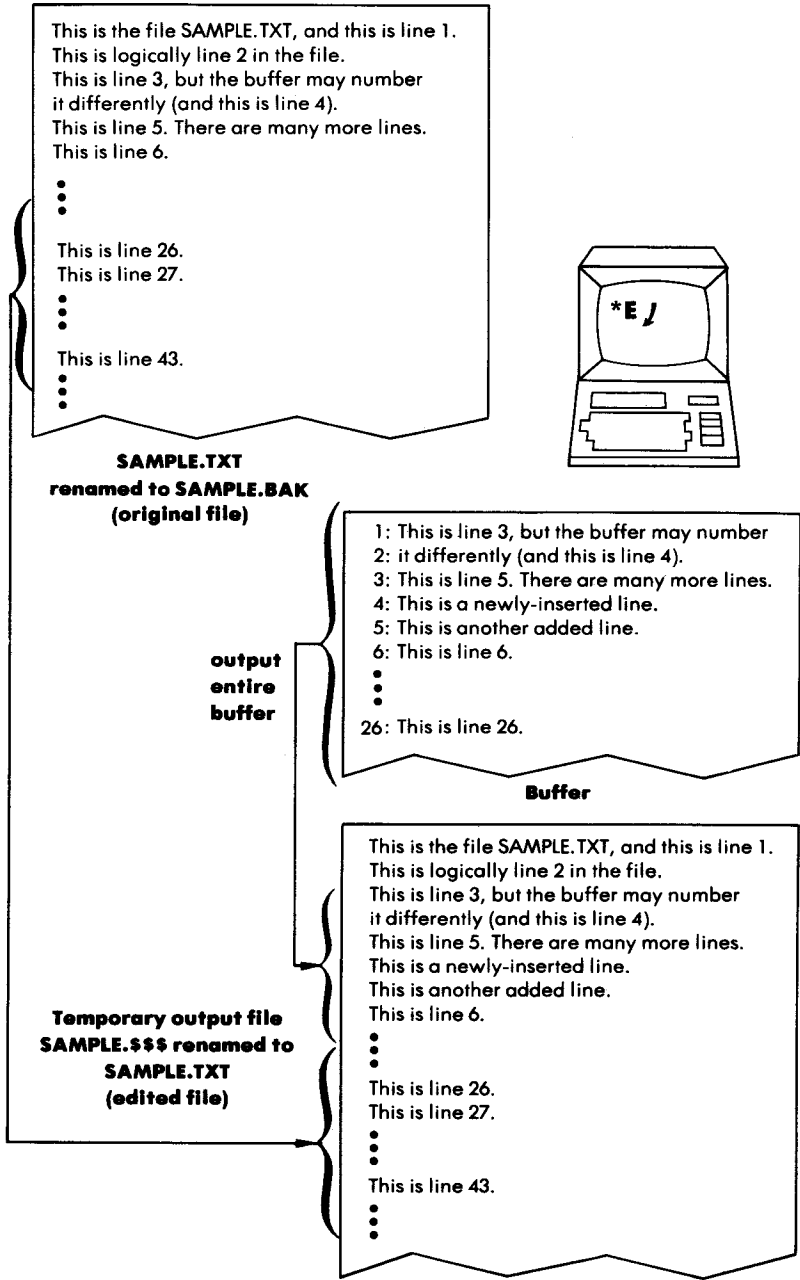 This is the file SAMPLE.TXT, and this is line 1.
This is logically line 2 in the file.
This is line 3, but the buffer may number
it differently (and this is line 4).
This is line 5. There are many more lines.
This is line 6.
This is line 26.
This is line 27.
This is line 43.
*E
SAMPLE.TXT
renamed to SAMPLE.BAK
(original file)
1: This is line 3, but the buffer may number
2: it differently (and this is line 4).
3: This is line 5. There are many more lines.
4: This is a newly-inserted line.
5: This is another added line.
6: This is line 6.
26: This is line 26.
output
entire
buffer
Buffer
This is the file SAMPLE.TXT, and this is line 1.
This is logically line 2 in the file.
This is line 3, but the buffer may number
it differently (and this is line 4).
This is line 5. There are many more lines.
This is a newly-inserted line.
This is another added line.
This is line 6.
This is line 26.
This is line 27.
This is line 43.
Temporary output file
SAMPLE.$$$ renamed to
SAMPLE.TXT
(edited file)